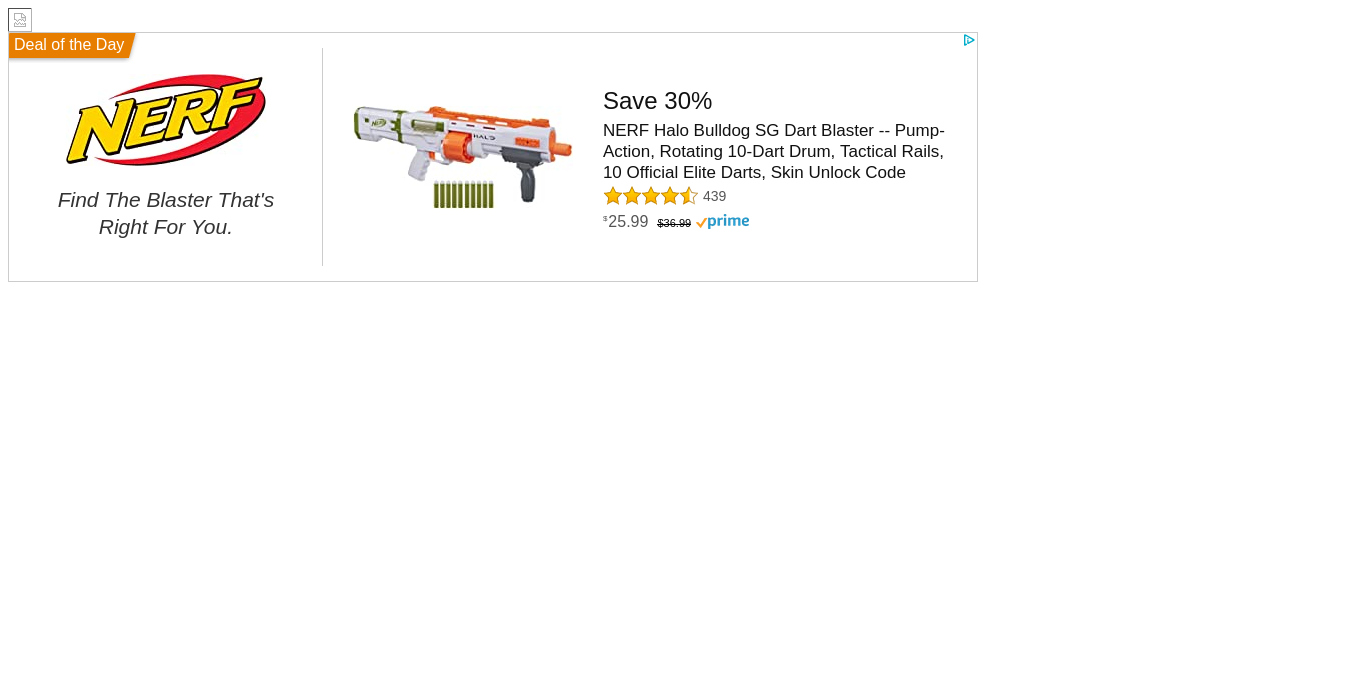 Deal of the Day
NERF
Find The Blaster That's
Right For You.
NERF
HALO
Save 30%
NERF Halo Bulldog SG Dart Blaster -- Pump-
Action, Rotating 10-Dart Drum, Tactical Rails,
10 Official Elite Darts, Skin Unlock Code
439
$25.99 $36.99 prime